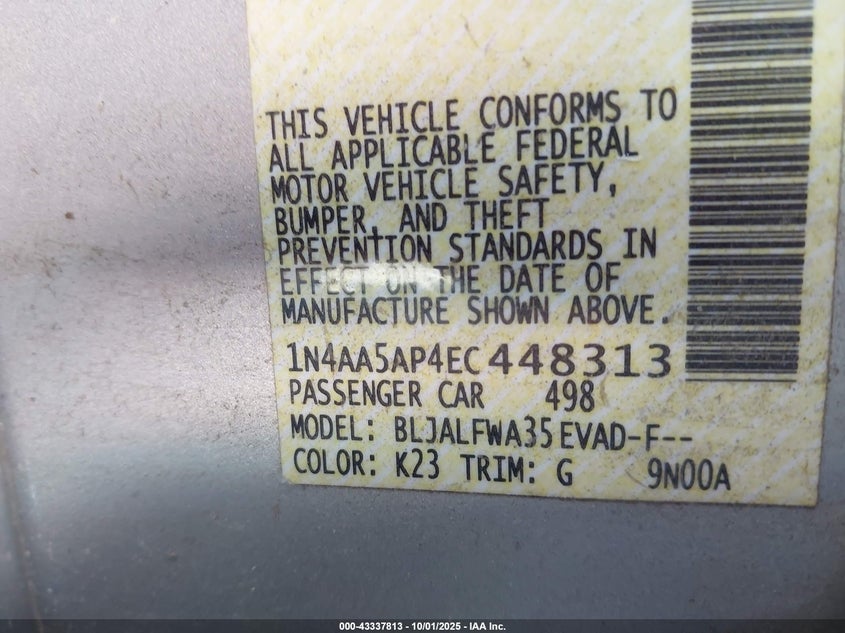 THIS VEHICLE CONFORMS TO
ALL APPLICABLE FEDERAL
MOTOR VEHICLE SAFETY,
BUMPER, AND THEFT
PREVENTION STANDARDS IN
EFFECT ON THE DATE OF
MANUFACTURE SHOWN ABOVE.
1N4AA5AP4EC448313
PASSENGER CAR 498
MODEL: BLJALFWA35EVAD-F--
COLOR: K23 TRIM: G 9N00A
000-43337813 - 10/01/2025 - IAA Inc.